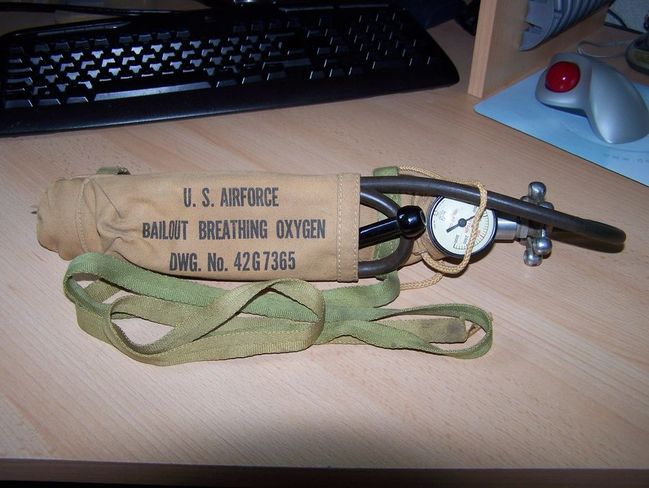 U. S. AIRFORCE
BAILOUT BREATHING OXYGEN
DWG. No. 42G7365